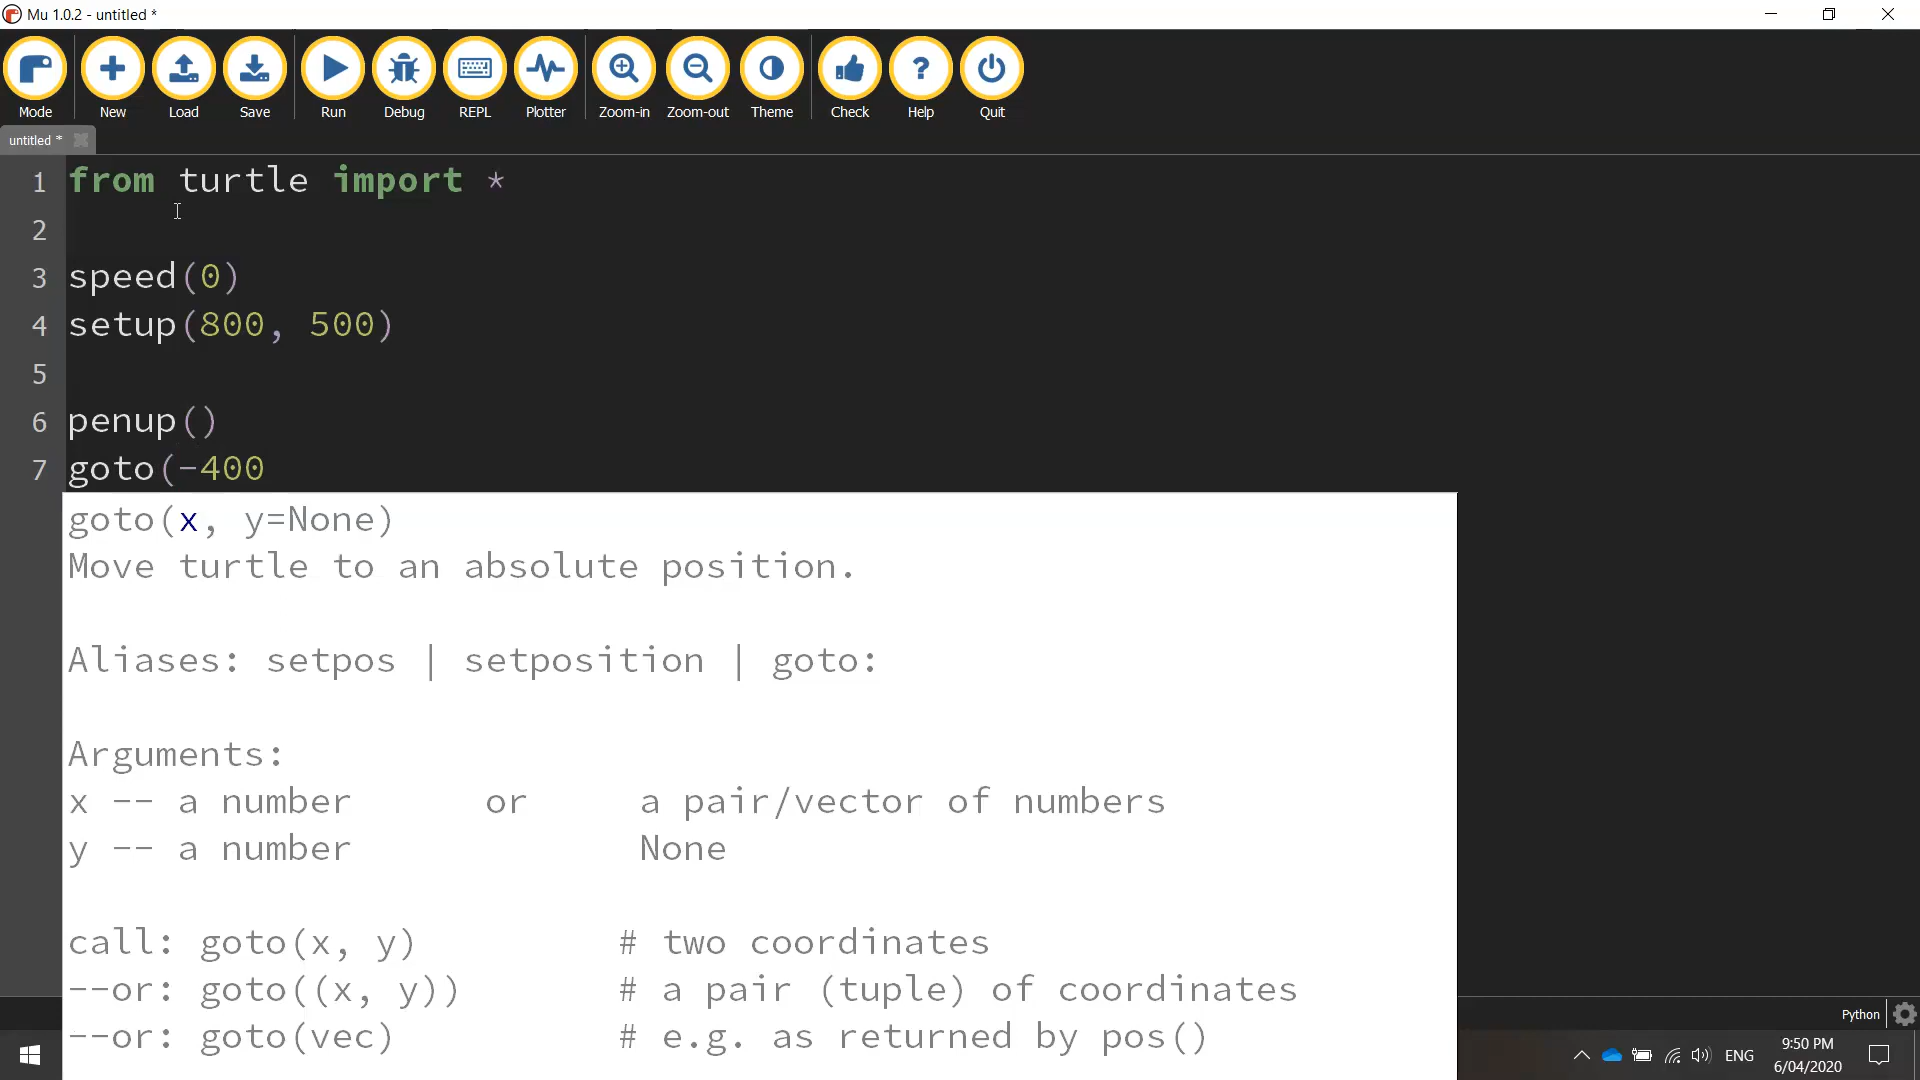 Mu 1.0.2 - untitled *
Mode New Load Save Run Debug REPL Plotter Zoom-in Zoom-out Theme Check Help Quit
untitled *
1 from turtle import *
2
3 speed(0)
4 setup(800, 500)
5
6 penup()
7 goto(-400
goto(x, y=None)
Move turtle to an absolute position.
Aliases: setpos | setposition | goto:
Arguments:
x -- a number or a pair/vector of numbers
y -- a number None
call: goto(x, y) # two coordinates
--or: goto((x, y)) # a pair (tuple) of coordinates
--or: goto(vec) # e.g. as returned by pos()
Python
ENG
9:50 PM
6/04/2020